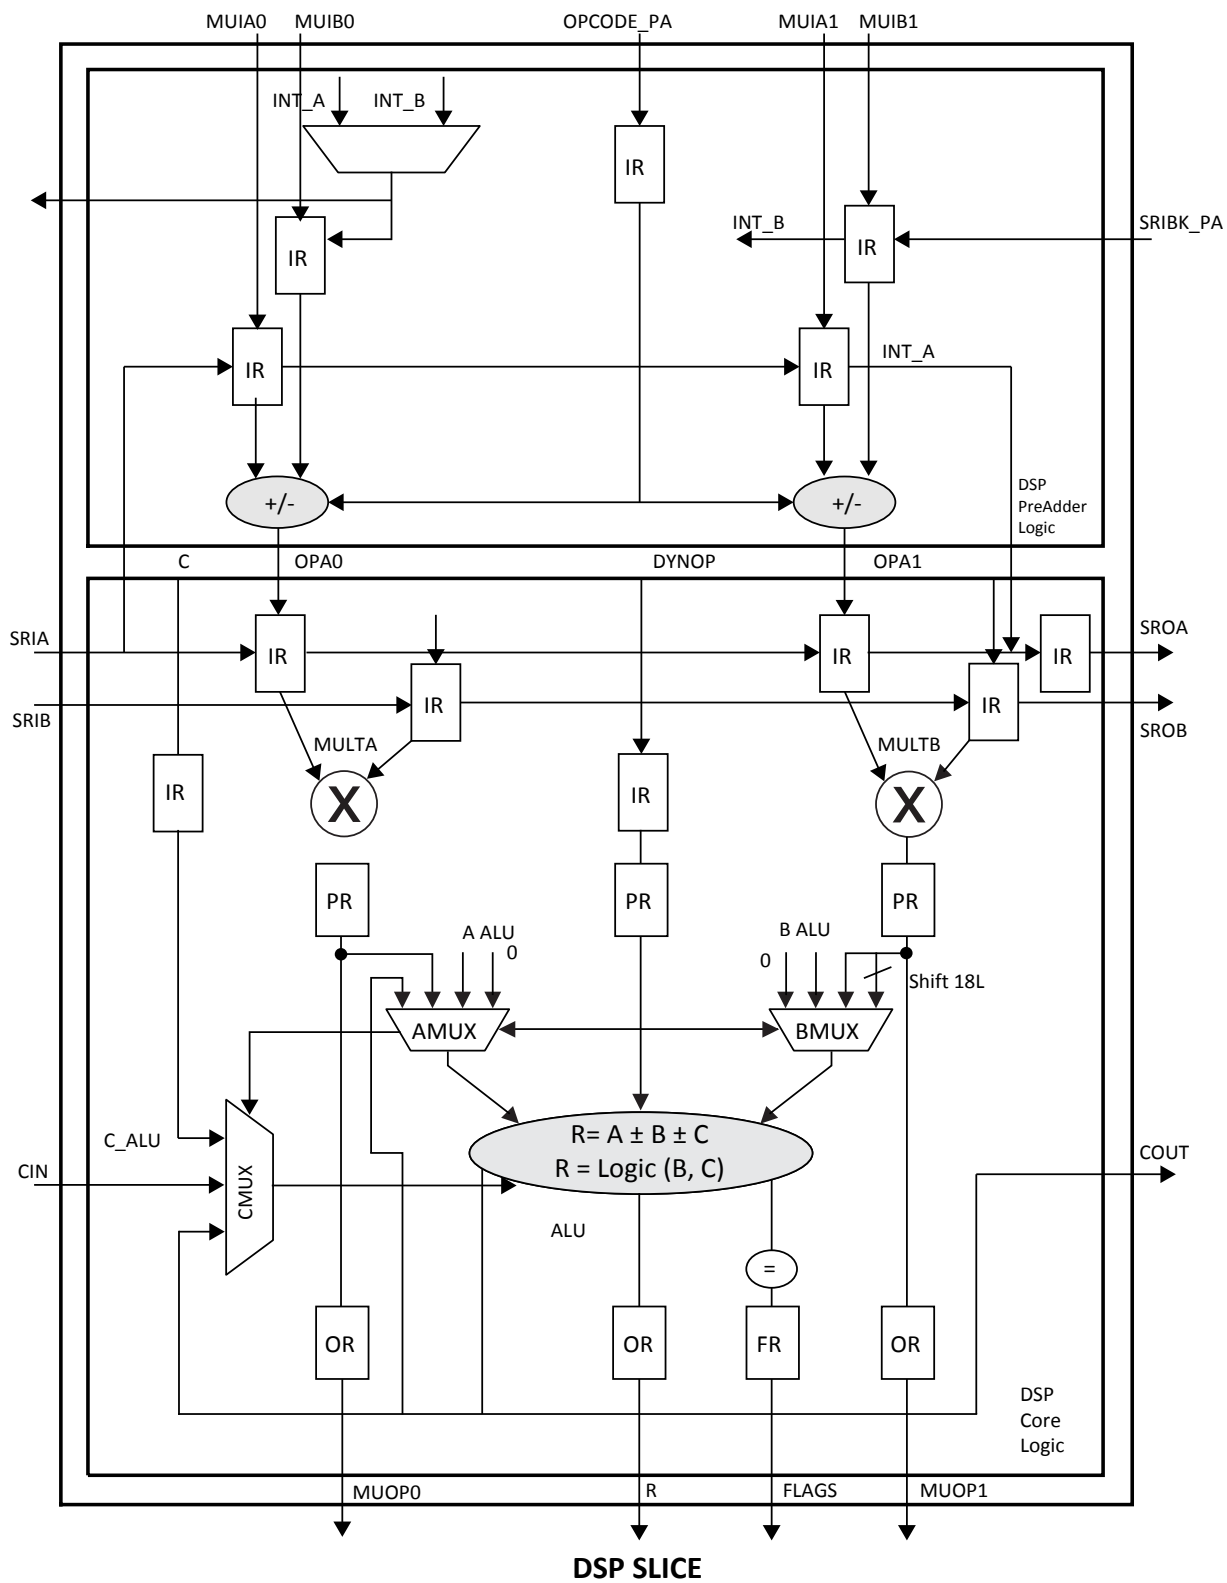 MUIA0
MUIB0
OPCODE_PA
MUIA1
MUIB1
INT_A
INT_B
IR
INT_B
IR
SRIBK_PA
IR
IR
IR
INT_A
+/-
+/-
DSP
PreAdder
Logic
C
OPA0
DYNOP
OPA1
SRIA
IR
IR
IR
SROA
SRIB
IR
IR
SROB
MULTA
MULTB
IR
X
IR
X
PR
PR
PR
A ALU
0
B ALU
0
Shift 18L
AMUX
BMUX
C_ALU
R= A ± B ± C
R = Logic (B, C)
CIN
CMUX
COUT
ALU
=
OR
OR
FR
OR
DSP
Core
Logic
MUOP0
R
FLAGS
MUOP1
DSP SLICE